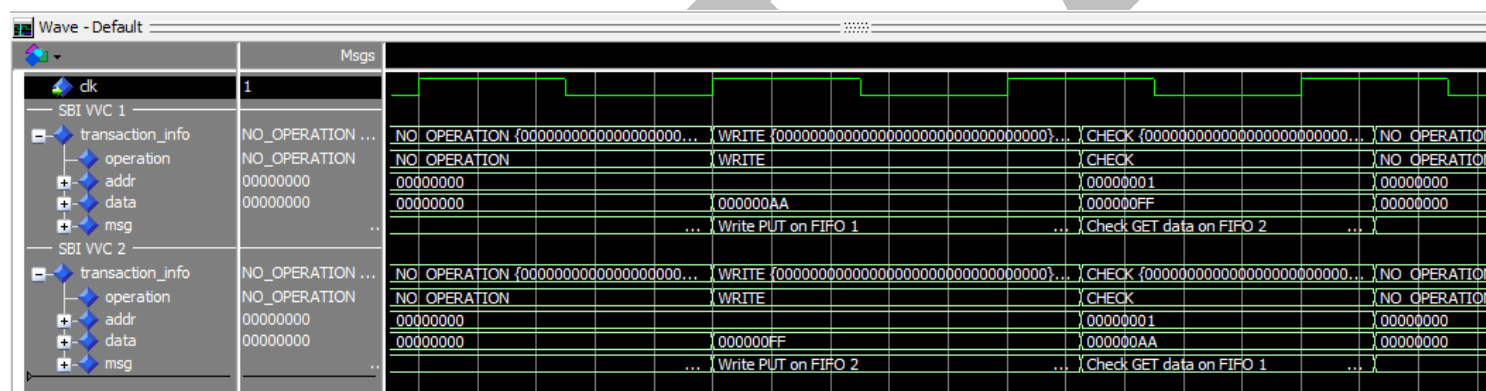 Wave - Default
Msgs
clk 1
SBI VVC 1
transaction_info NO_OPERATION ... NO_OPERATION {0000000000000000000... WRITE {00000000000000000000000000000000}... CHECK {000000000000000000000000... NO_OPERATION
operation NO_OPERATION NO_OPERATION WRITE CHECK NO_OPERATION
addr 00000000 00000000 00000001 00000000
data 00000000 00000000 000000AA 000000FF 00000000
msg .. ... Write PUT on FIFO 1 ... Check GET data on FIFO 2 ...
SBI VVC 2
transaction_info NO_OPERATION ... NO_OPERATION {0000000000000000000... WRITE {00000000000000000000000000000000}... CHECK {000000000000000000000000... NO_OPERATION
operation NO_OPERATION NO_OPERATION WRITE CHECK NO_OPERATION
addr 00000000 00000000 00000001 00000000
data 00000000 00000000 000000FF 000000AA 00000000
msg .. ... Write PUT on FIFO 2 ... Check GET data on FIFO 1 ...